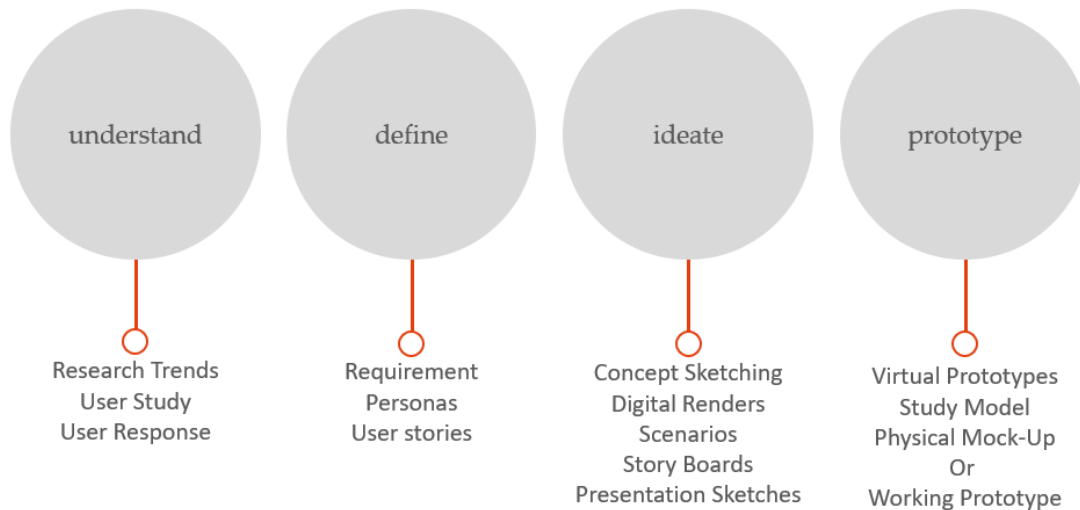 understand
Research Trends
User Study
User Response
define
Requirement
Personas
User stories
ideate
Concept Sketching
Digital Renders
Scenarios
Story Boards
Presentation Sketches
prototype
Virtual Prototypes
Study Model
Physical Mock-Up
Or
Working Prototype